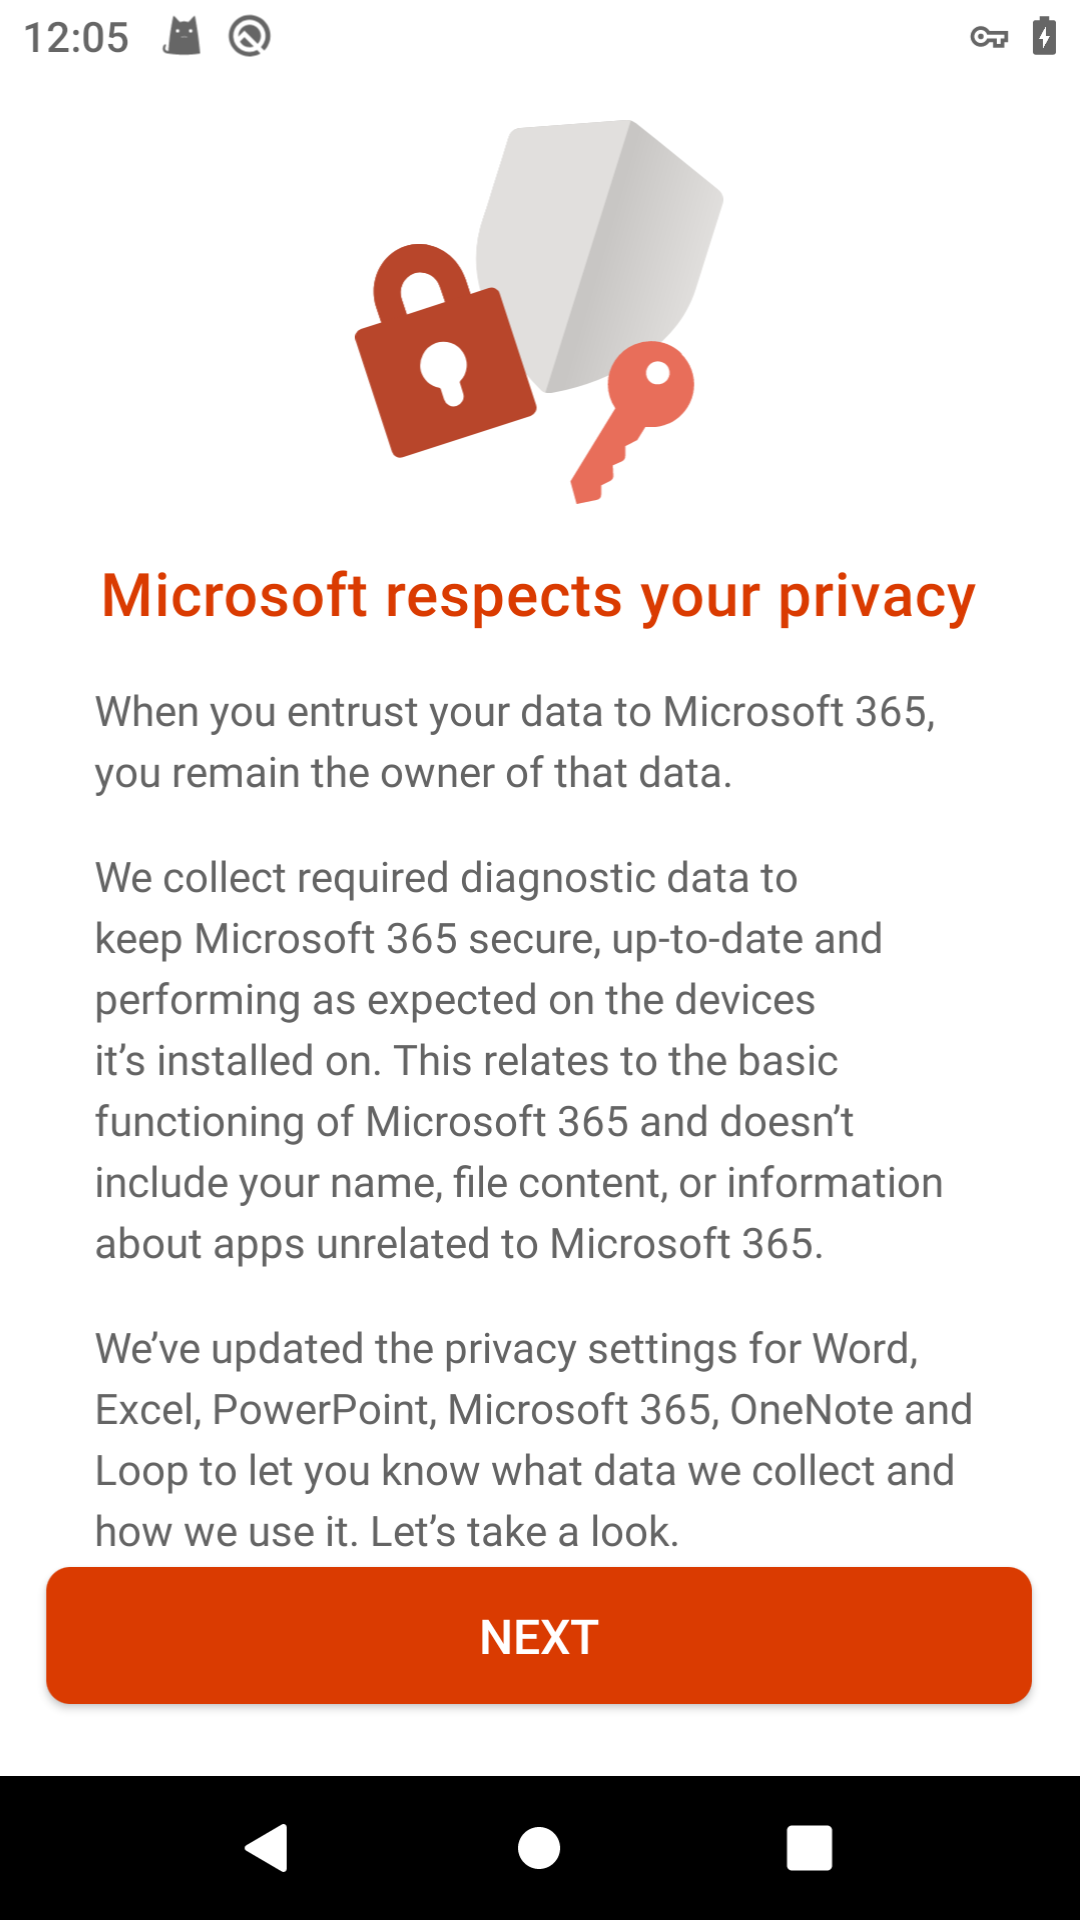 12:05
Microsoft respects your privacy
When you entrust your data to Microsoft 365,
you remain the owner of that data.
We collect required diagnostic data to
keep Microsoft 365 secure, up-to-date and
performing as expected on the devices
it’s installed on. This relates to the basic
functioning of Microsoft 365 and doesn’t
include your name, file content, or information
about apps unrelated to Microsoft 365.
We’ve updated the privacy settings for Word,
Excel, PowerPoint, Microsoft 365, OneNote and
Loop to let you know what data we collect and
how we use it. Let’s take a look.
NEXT